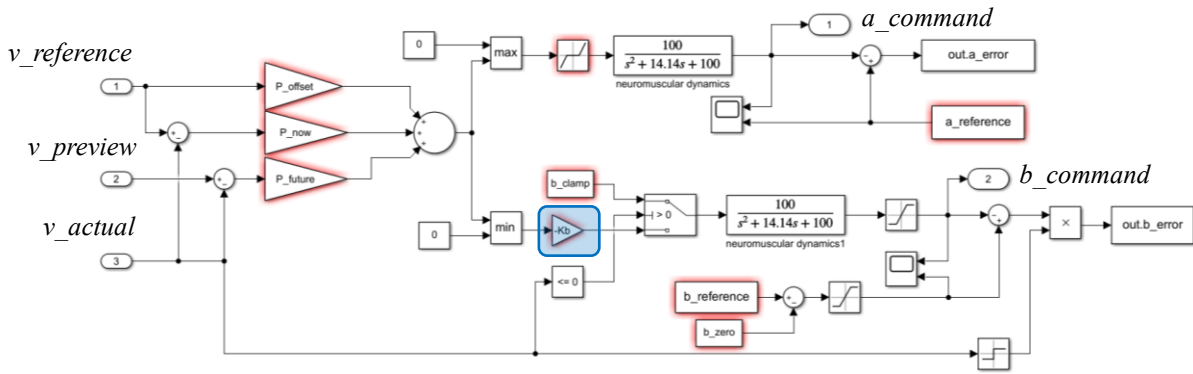 a_command
v_reference
1
0
max
100
s² + 14.14s + 100
neuromuscular dynamics
- +
out.a_error
1
P_offset
+
+
+
+ -
P_now
a_reference
v_preview
2
+ -
P_future
b_command
b_clamp
2
v_actual
0
min
-Kb
> 0
100
s² + 14.14s + 100
neuromuscular dynamics1
+ -
×
out.b_error
3
<= 0
b_reference
+ -
b_zero